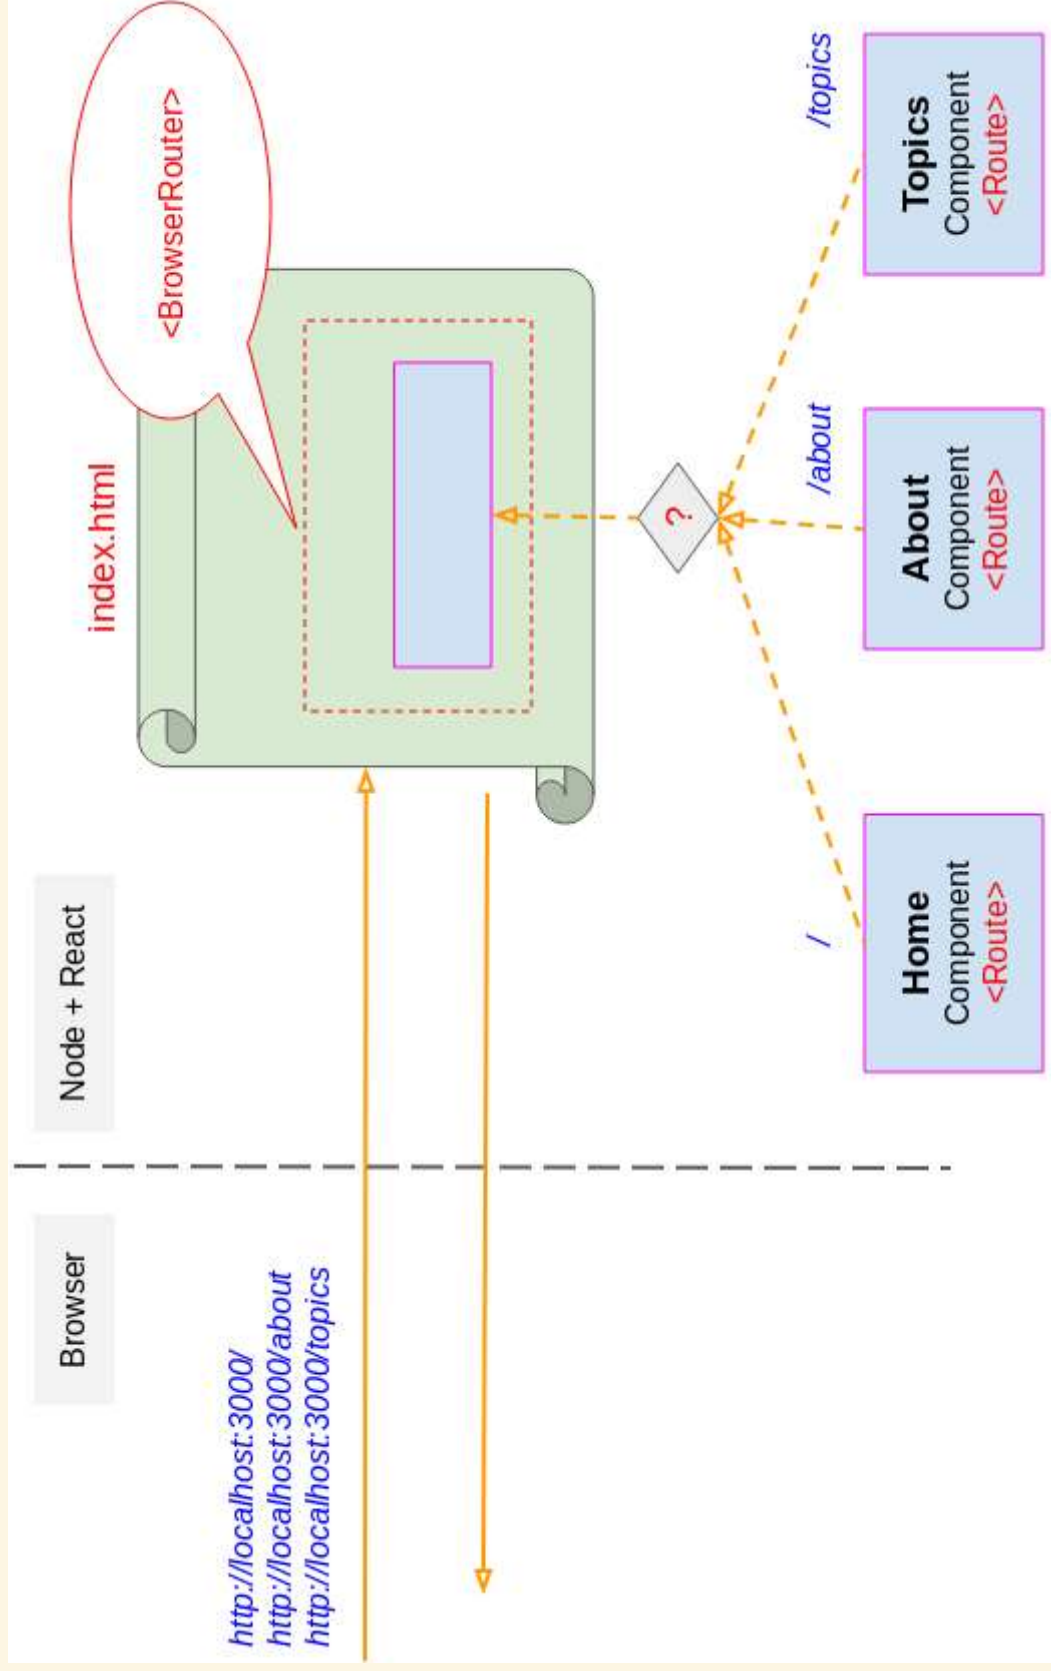 Browser
Node + React
index.html
<BrowserRouter>
http://localhost:3000/
http://localhost:3000/about
http://localhost:3000/topics
?
/
/about
/topics
Home
Component
<Route>
About
Component
<Route>
Topics
Component
<Route>